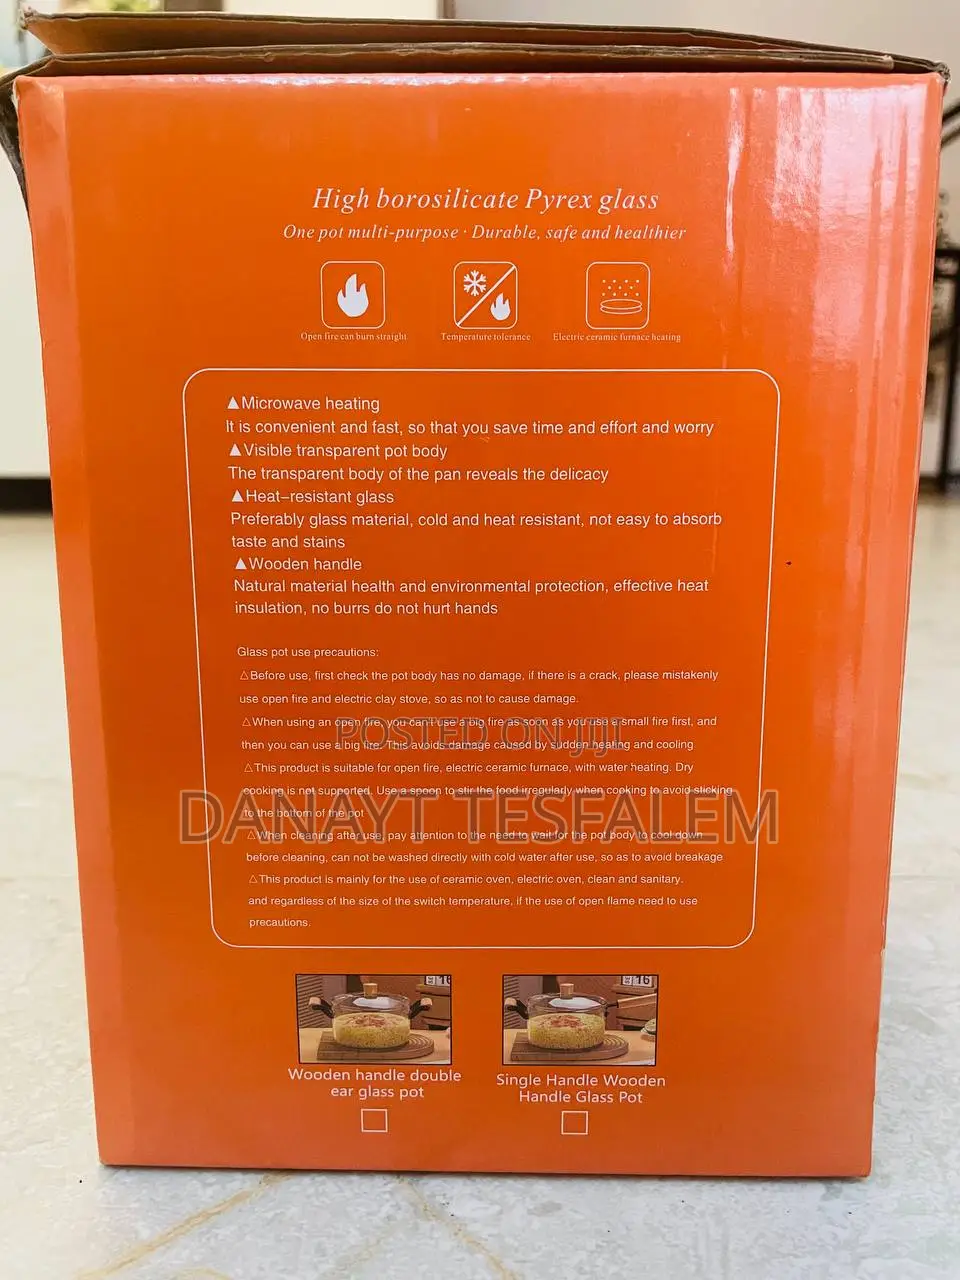 High borosilicate Pyrex glass
One pot multi-purpose · Durable, safe and healthier
Open fire can burn straight
Temperature tolerance
Electric ceramic furnace heating
▲Microwave heating
It is convenient and fast, so that you save time and effort and worry
▲Visible transparent pot body
The transparent body of the pan reveals the delicacy
▲Heat-resistant glass
Preferably glass material, cold and heat resistant, not easy to absorb
taste and stains
▲Wooden handle
Natural material health and environmental protection, effective heat
insulation, no burrs do not hurt hands
Glass pot use precautions:
△Before use, first check the pot body has no damage, if there is a crack, please mistakenly
use open fire and electric clay stove, so as not to cause damage.
△When using an open fire, you can't use a big fire as soon as you use a small fire first, and
then you can use a big fire. This avoids damage caused by sudden heating and cooling
POSTED ON JIJI
△This product is suitable for open fire, electric ceramic furnace, with water heating. Dry
cooking is not supported. Use a spoon to stir the food irregularly when cooking to avoid sticking
to the bottom of the pot
DANAYT TESFALEM
△When cleaning after use, pay attention to the need to wait for the pot body to cool down
before cleaning, can not be washed directly with cold water after use, so as to avoid breakage
△This product is mainly for the use of ceramic oven, electric oven, clean and sanitary.
and regardless of the size of the switch temperature, if the use of open flame need to use
precautions.
16
16
Wooden handle double
ear glass pot
Single Handle Wooden
Handle Glass Pot